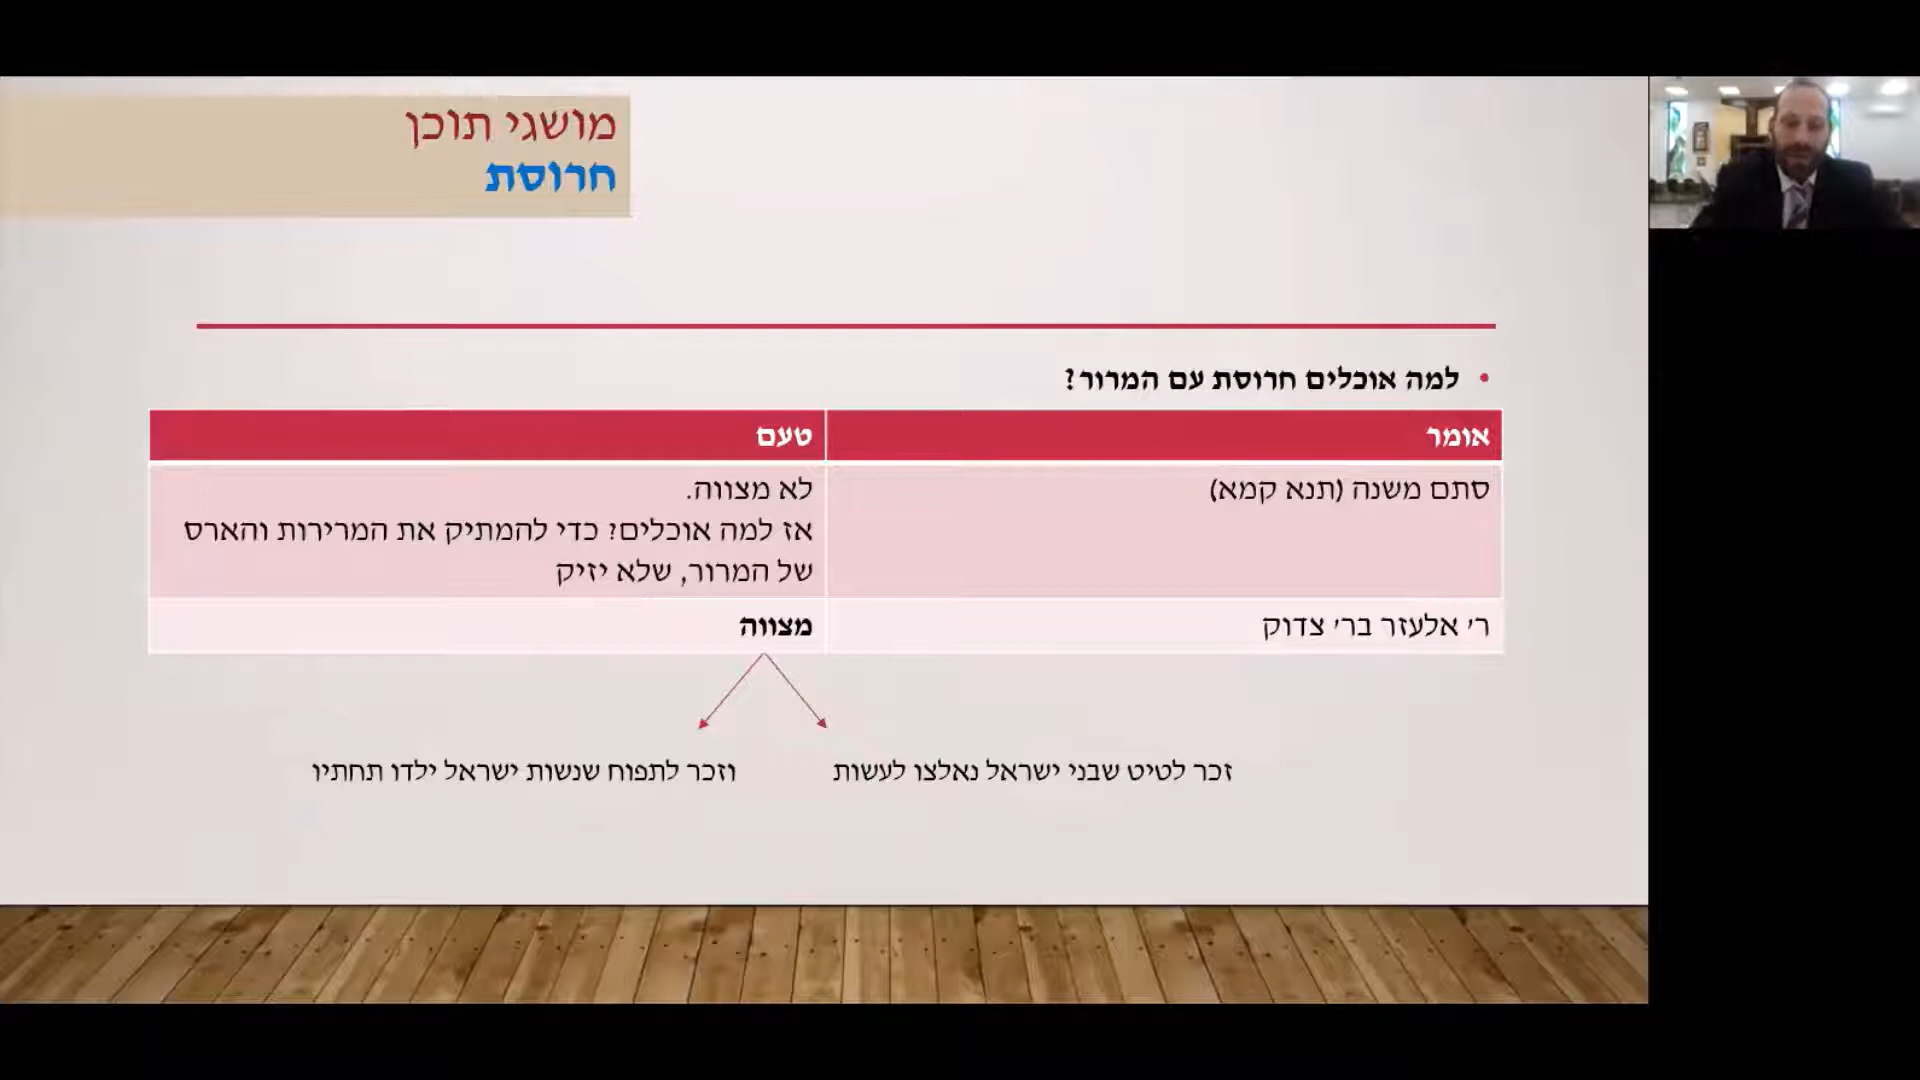 מושגי תוכן
חרוסת
• למה אוכלים חרוסת עם המרור?
אומר
טעם
סתם משנה (תנא קמא)
לא מצווה.
אז למה אוכלים? כדי להמתיק את המרירות והארס
של המרור, שלא יזיק
ר׳ אלעזר בר׳ צדוק
מצווה
זכר לטיט שבני ישראל נאלצו לעשות
וזכר לתפוח שנשות ישראל ילדו תחתיו